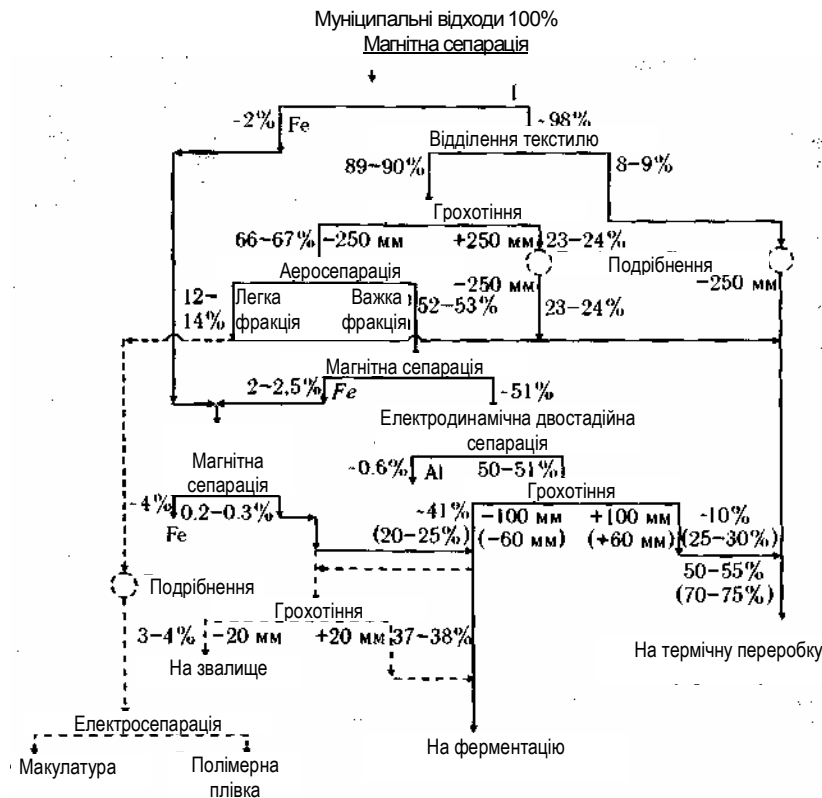 Муніципальні відходи 100%
Магнітна сепарація
~2% Fe ~98%
Відділення текстилю
89-90% 8-9%
Грохотіння
66-67% -250 мм +250 мм 23-24%
Аеросепарація -250 мм Подрібнення -250 мм
12-14% Легка фракція Важка фракція 52-53% 23-24%
Магнітна сепарація
2-2,5% Fe ~51%
Електродинамічна двостадійна
сепарація
~0.6% Al 50-51%
Магнітна
сепарація
Грохотіння
~4% Fe 0.2-0.3% ~41% -100 мм +100 мм ~10%
(20-25%) (-60 мм) (+60 мм) (25-30%)
50-55%
(70-75%)
Подрібнення
Грохотіння
3-4% -20 мм +20 мм 37-38%
На звалище
На термічну переробку
Електросепарація
На ферментацію
Макулатура Полімерна
плівка